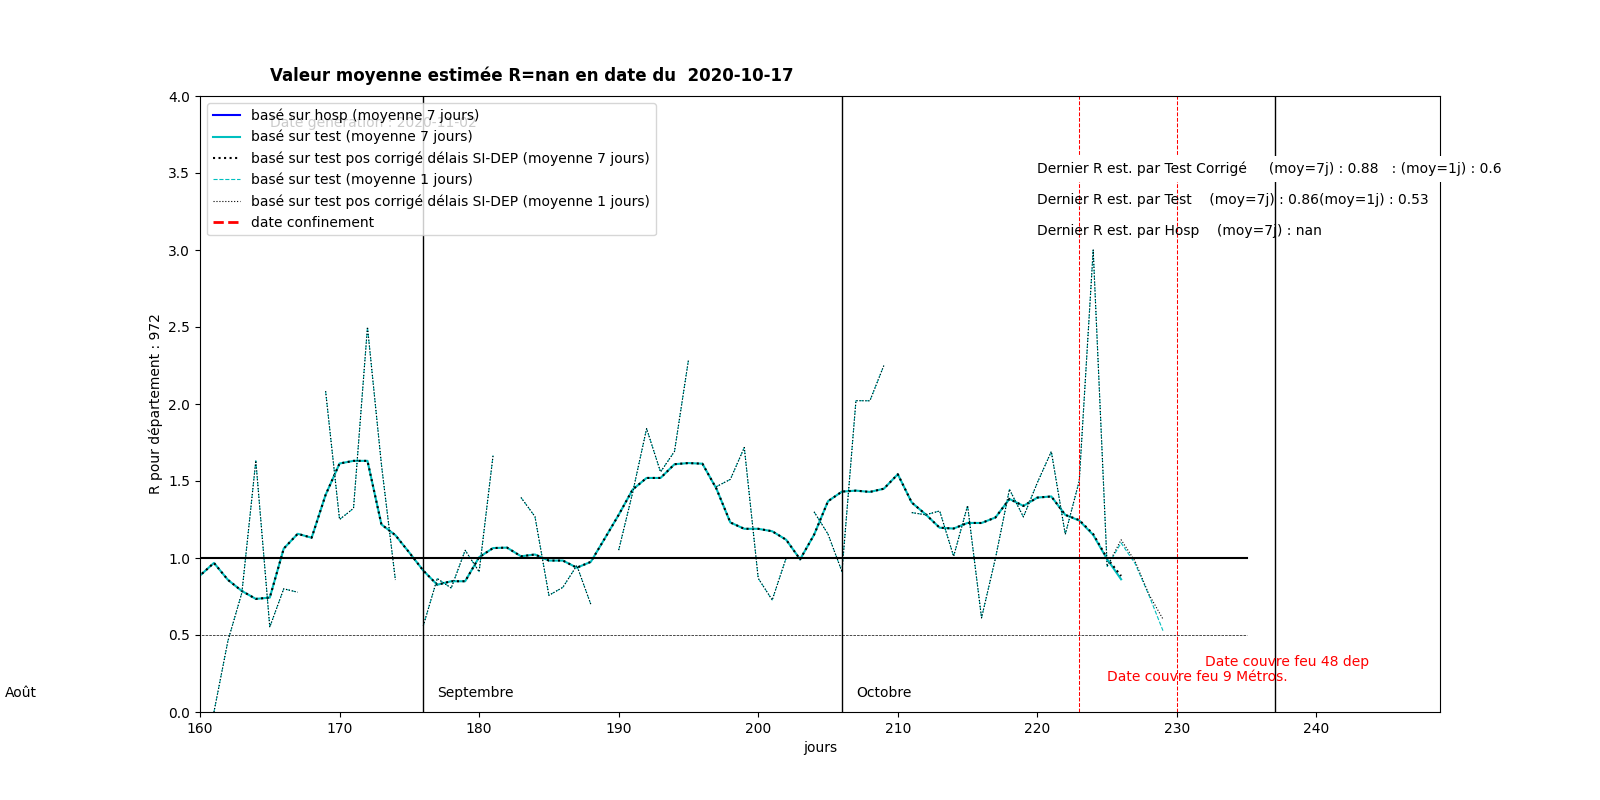 Valeur moyenne estimée R=nan en date du  2020-10-17
basé sur hosp (moyenne 7 jours)
Date génération : 2020-11-02
basé sur test (moyenne 7 jours)
basé sur test pos corrigé délais SI-DEP (moyenne 7 jours)
basé sur test (moyenne 1 jours)
basé sur test pos corrigé délais SI-DEP (moyenne 1 jours)
date confinement
Dernier R est. par Test Corrigé     (moy=7j) : 0.88   : (moy=1j) : 0.6
Dernier R est. par Test    (moy=7j) : 0.86(moy=1j) : 0.53
Dernier R est. par Hosp    (moy=7j) : nan
R pour département : 972
4.0
3.5
3.0
2.5
2.0
1.5
1.0
0.5
0.0
Date couvre feu 48 dep
Date couvre feu 9 Métros.
Août
Septembre
Octobre
160 170 180 190 200 210 220 230 240
jours